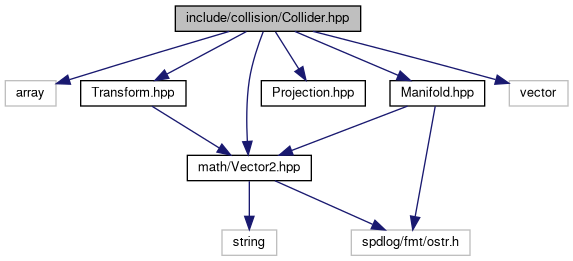 include/collision/Collider.hpp
array
Transform.hpp
Projection.hpp
Manifold.hpp
vector
math/Vector2.hpp
string
spdlog/fmt/ostr.h